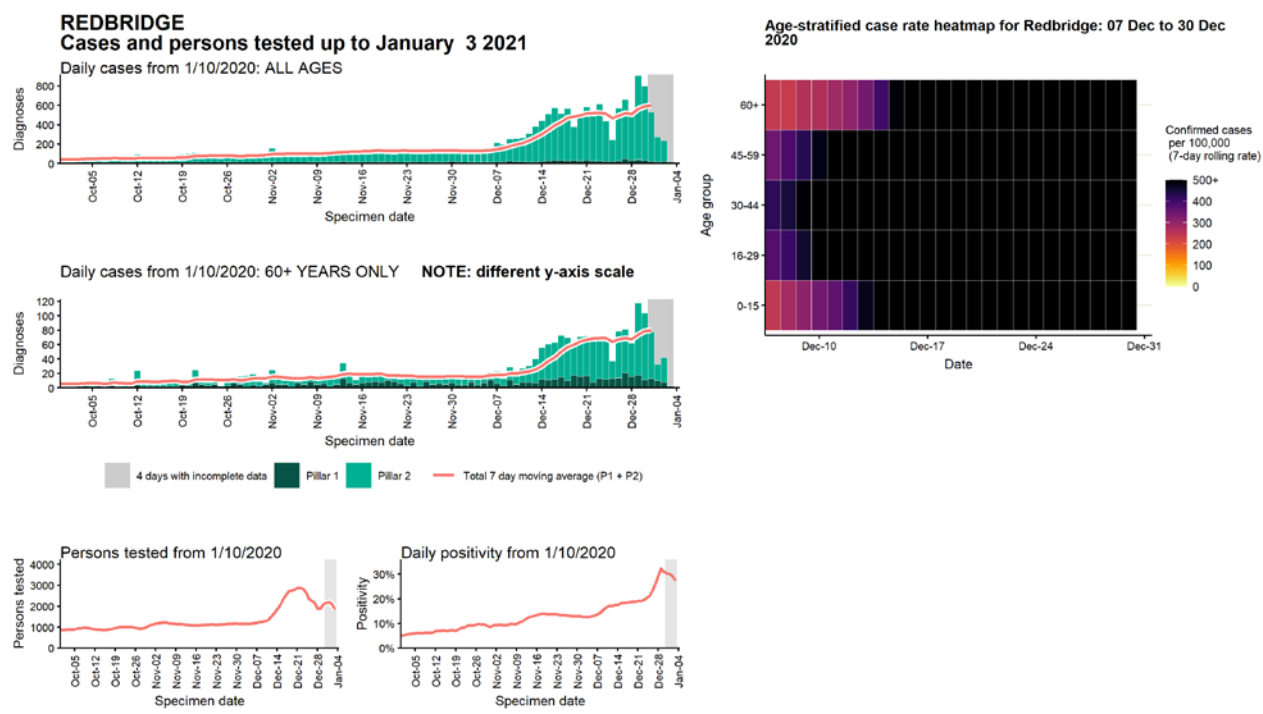 REDBRIDGE
Cases and persons tested up to January 3 2021
Daily cases from 1/10/2020: ALL AGES
Diagnoses
800
600
400
200
0
Oct-05
Oct-12
Oct-19
Oct-26
Nov-02
Nov-09
Nov-16
Nov-23
Nov-30
Dec-07
Dec-14
Dec-21
Dec-28
Jan-04
Specimen date
Daily cases from 1/10/2020: 60+ YEARS ONLY NOTE: different y-axis scale
Diagnoses
120
100
80
60
40
20
0
Oct-05
Oct-12
Oct-19
Oct-26
Nov-02
Nov-09
Nov-16
Nov-23
Nov-30
Dec-07
Dec-14
Dec-21
Dec-28
Jan-04
Specimen date
4 days with incomplete data Pillar 1 Pillar 2 Total 7 day moving average (P1 + P2)
Persons tested from 1/10/2020
Persons tested
4000
3000
2000
1000
0
Oct-05
Oct-12
Oct-19
Oct-26
Nov-02
Nov-09
Nov-16
Nov-23
Nov-30
Dec-07
Dec-14
Dec-21
Dec-28
Jan-04
Specimen date
Daily positivity from 1/10/2020
Positivity
30%
20%
10%
0%
Oct-05
Oct-12
Oct-19
Oct-26
Nov-02
Nov-09
Nov-16
Nov-23
Nov-30
Dec-07
Dec-14
Dec-21
Dec-28
Jan-04
Specimen date
Age-stratified case rate heatmap for Redbridge: 07 Dec to 30 Dec
2020
Age group
60+
45-59
30-44
16-29
0-15
Dec-10
Dec-17
Dec-24
Dec-31
Date
Confirmed cases
per 100,000
(7-day rolling rate)
500+
400
300
200
100
0